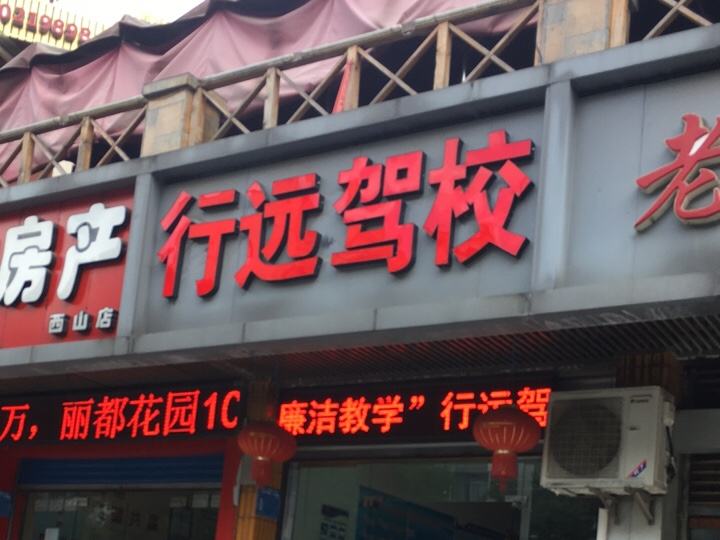 房产
西山店
行远驾校
老
万，丽都花园1C
廉洁教学”行远驾